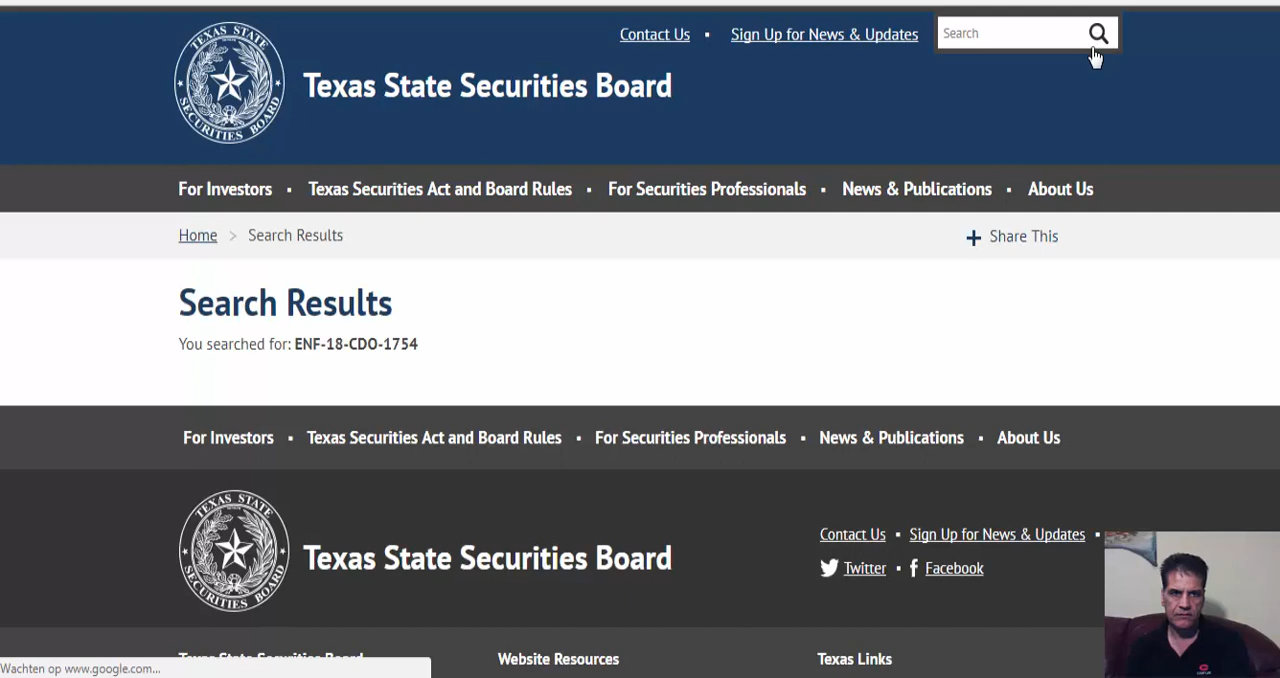 Contact Us ▪ Sign Up for News & Updates
Search
TEXAS STATE
SECURITIES BOARD
Texas State Securities Board
For Investors ▪ Texas Securities Act and Board Rules ▪ For Securities Professionals ▪ News & Publications ▪ About Us
Home > Search Results
+ Share This
Search Results
You searched for: ENF-18-CDO-1754
For Investors ▪ Texas Securities Act and Board Rules ▪ For Securities Professionals ▪ News & Publications ▪ About Us
TEXAS STATE
SECURITIES BOARD
Texas State Securities Board
Contact Us ▪ Sign Up for News & Updates ▪
Twitter ▪ Facebook
Texas State Securities Board
Website Resources
Texas Links
Wachten op www.google.com...